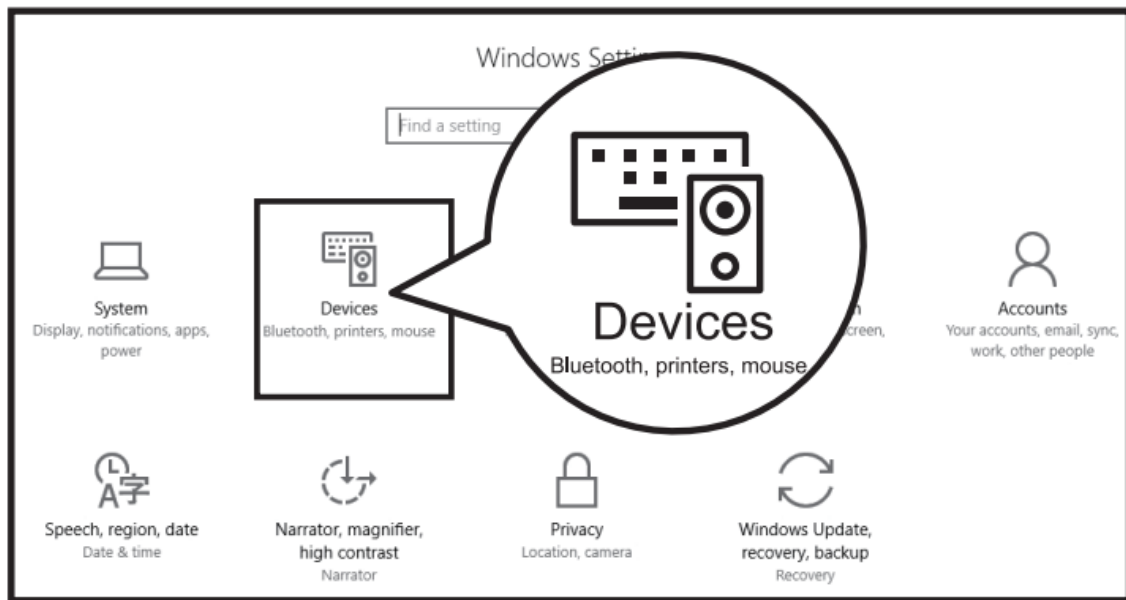 Windows Setti
Find a setting
System
Display, notifications, apps,
power
Devices
Bluetooth, printers, mouse
Devices
Bluetooth, printers, mouse
creen,
Accounts
Your accounts, email, sync,
work, other people
A字
Speech, region, date
Date & time
Narrator, magnifier,
high contrast
Narrator
Privacy
Location, camera
Windows Update,
recovery, backup
Recovery